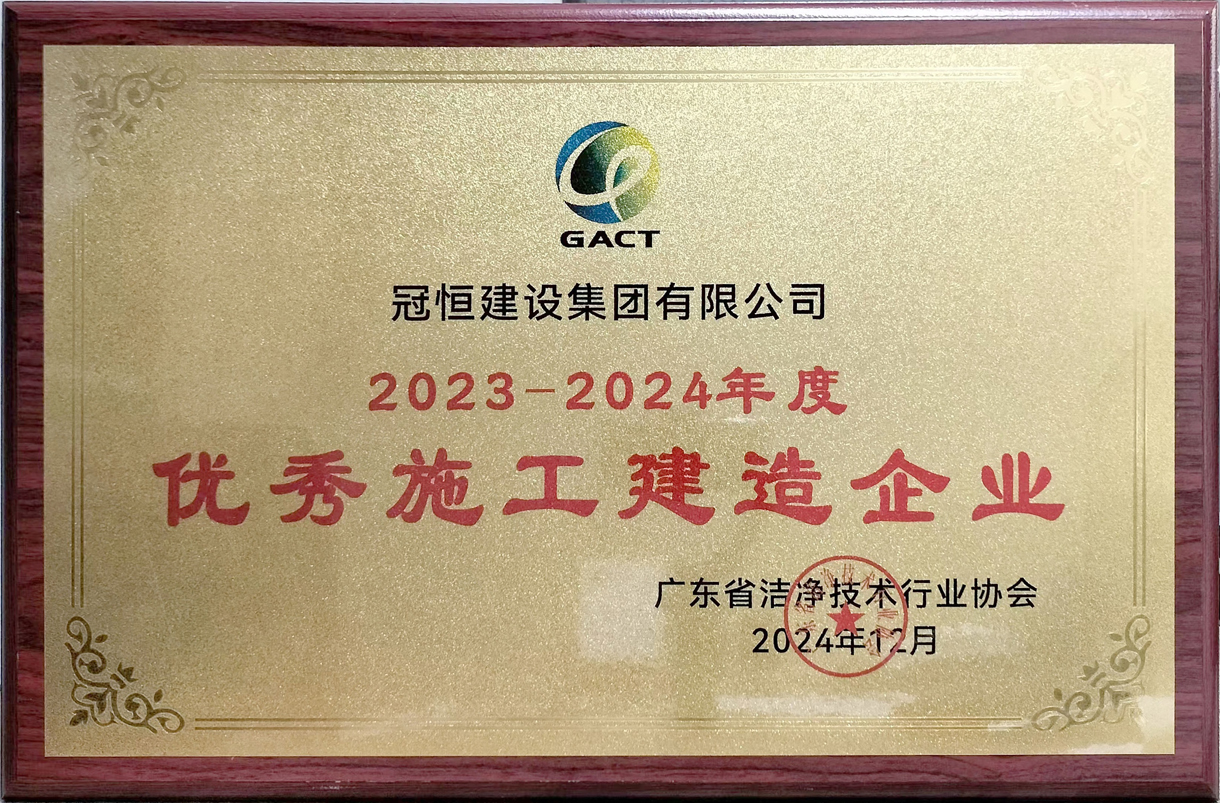 GACT
冠恒建设集团有限公司
2023-2024年度
优秀施工建造企业
广东省洁净技术行业协会
2024年12月